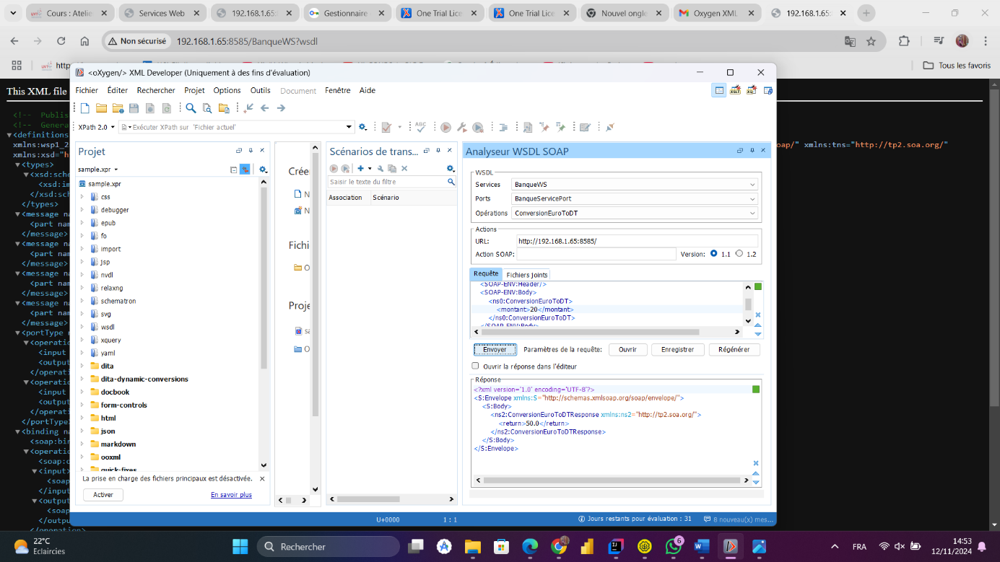 Cours : Atelie
Services Web
192.168.1.65:
Gestionnaire
One Trial Lice
One Trial Lice
Nouvel ongle
Oxygen XML
192.168.1.65:
Non sécurisé
192.168.1.65:8585/BanqueWS?wsdl
http
Tous les favoris
This XML file
<!-- Publis
<!-- Genera
<definitions
xmlns:wsp1_2
oap/" xmlns:tns="http://tp2.soa.org/"
xmlns:xsd="h
<types>
<xsd:sche
<xsd:im
</xsd:sch
</types>
<message na
<part nam
</message>
<message na
<part nam
</message>
<message na
<part nam
</message>
<message na
<part nam
</message>
<portType n
<operatio
<input
<output
</operati
<operatio
<input
<output
</operati
</portType>
<binding na
<soap:bin
<operatio
<soap:o
<input>
<soap
</input
<output
<soap
</outpu
</operation>
<oXygen/> XML Developer (Uniquement à des fins d'évaluation)
Fichier Éditer Rechercher Projet Options Outils Document Fenêtre Aide
XPath 2.0
Exécuter XPath sur 'Fichier actuel'
Projet
sample.xpr
sample.xpr
css
debugger
epub
fo
import
jsp
nvdl
relaxng
schematron
svg
wsdl
xquery
yaml
dita
dita-dynamic-conversions
docbook
form-controls
html
json
markdown
ooxml
quick-fixes
La prise en charge des fichiers principaux est désactivée.
Activer
En savoir plus
Crée
N
N
Fichi
O
Proje
sa
O
Scénarios de trans...
Saisir le texte du filtre
Association Scénario
Analyseur WSDL SOAP
WSDL
Services BanqueWS
Ports BanqueServicePort
Opérations ConversionEuroToDT
Actions
URL: http://192.168.1.65:8585/
Action SOAP: Version: 1.1 1.2
Requête Fichiers joints
<SOAP-ENV:Header/>
<SOAP-ENV:Body>
<ns0:ConversionEuroToDT>
<montant>20</montant>
</ns0:ConversionEuroToDT>
</SOAP-ENV:Body>
Envoyer Paramètres de la requête: Ouvrir Enregistrer Régénérer
Ouvrir la réponse dans l'éditeur
Réponse
<?xml version='1.0' encoding='UTF-8'?>
<S:Envelope xmlns:S="http://schemas.xmlsoap.org/soap/envelope/">
<S:Body>
<ns2:ConversionEuroToDTResponse xmlns:ns2="http://tp2.soa.org/">
<return>50.0</return>
</ns2:ConversionEuroToDTResponse>
</S:Body>
</S:Envelope>
U+0000
1 : 1
Jours restants pour évaluation : 31
8 nouveau(x) mes...
22°C
Eclaircies
Rechercher
6
FRA
14:53
12/11/2024